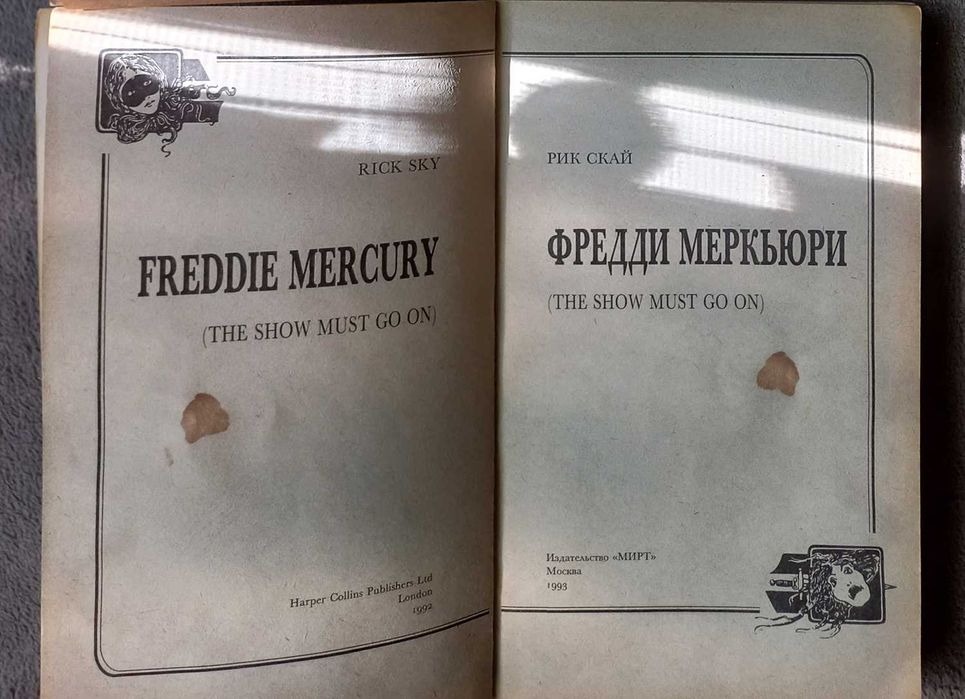 RICK SKY
FREDDIE MERCURY
(THE SHOW MUST GO ON)
Harper Collins Publishers Ltd
London
1992
РИК СКАЙ
ФРЕДДИ МЕРКЬЮРИ
(THE SHOW MUST GO ON)
Издательство «МИРТ»
Москва
1993